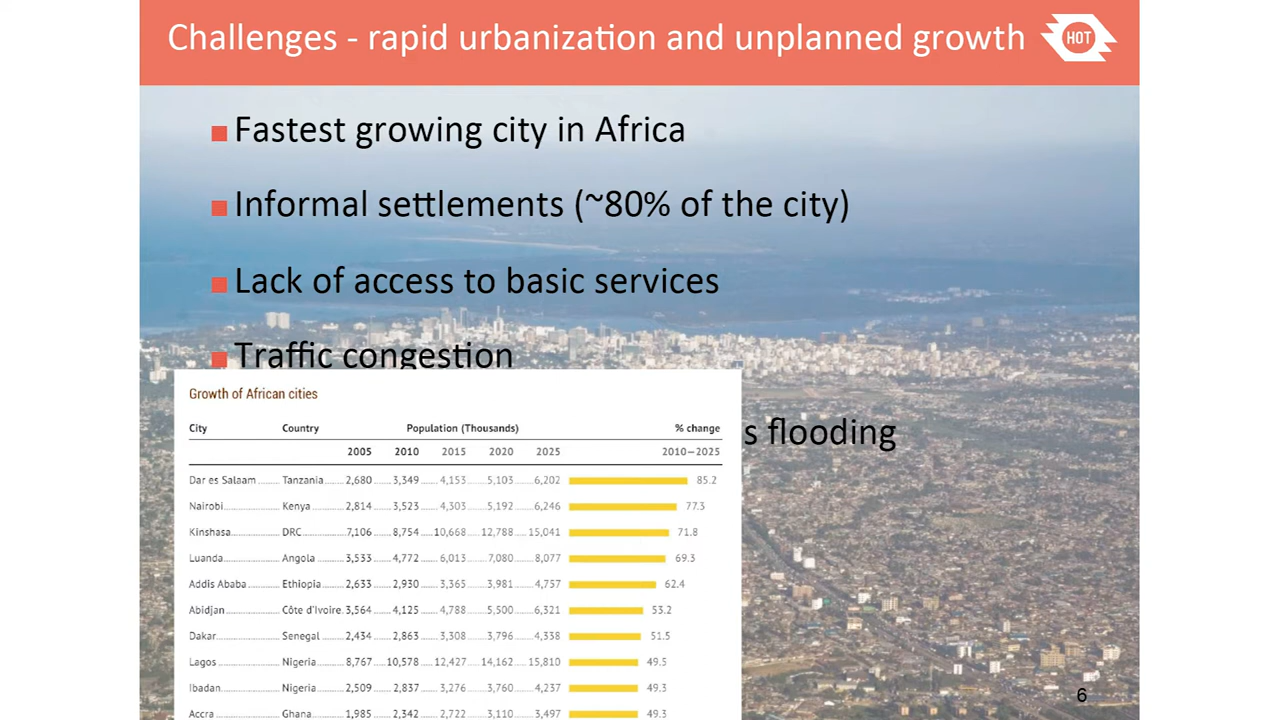 Challenges - rapid urbanization and unplanned growth
HOT
Fastest growing city in Africa
Informal settlements (~80% of the city)
Lack of access to basic services
Traffic congestion
s flooding
Growth of African cities
City Country Population (Thousands) % change
2005 2010 2015 2020 2025 2010–2025
Dar es Salaam Tanzania 2,680 3,349 4,153 5,103 6,202 85.2
Nairobi Kenya 2,814 3,523 4,303 5,192 6,246 77.3
Kinshasa DRC 7,106 8,754 10,668 12,788 15,041 71.8
Luanda Angola 3,533 4,772 6,013 7,080 8,077 69.3
Addis Ababa Ethiopia 2,633 2,930 3,365 3,981 4,757 62.4
Abidjan Côte d'Ivoire 3,564 4,125 4,788 5,500 6,321 53.2
Dakar Senegal 2,434 2,863 3,308 3,796 4,338 51.5
Lagos Nigeria 8,767 10,578 12,427 14,162 15,810 49.5
Ibadan Nigeria 2,509 2,837 3,276 3,760 4,237 49.3
Accra Ghana 1,985 2,342 2,722 3,110 3,497 49.3
6